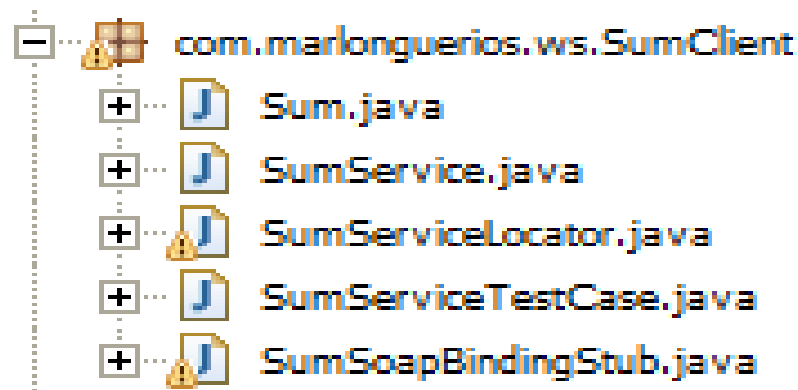 com.marlonguerios.ws.SumClient
Sum.java
SumService.java
SumServiceLocator.java
SumServiceTestCase.java
SumSoapBindingStub.java